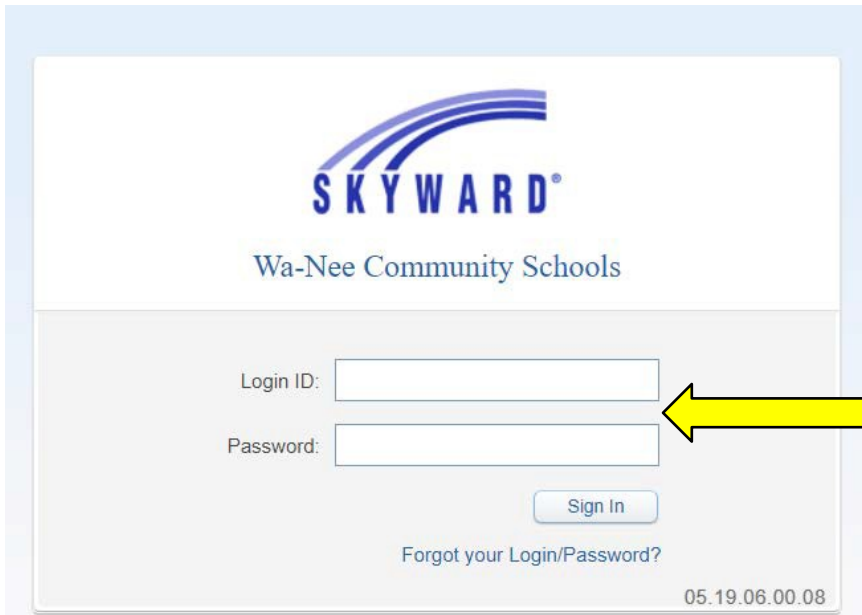 SKYWARD®
Wa-Nee Community Schools
Login ID:
Password:
Sign In
Forgot your Login/Password?
05.19.06.00.08